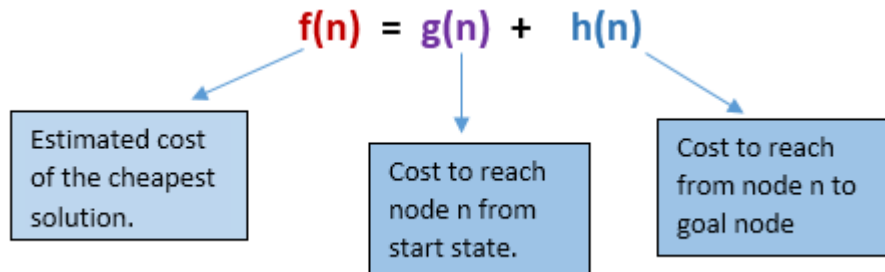 f(n) = g(n) + h(n)
Estimated cost
of the cheapest
solution.
Cost to reach
node n from
start state.
Cost to reach
from node n to
goal node